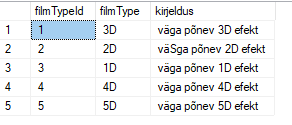 filmTypeId filmType kirjeldus
1 1 3D väga põnev 3D efekt
2 2 2D väSga põnev 2D efekt
3 3 1D väga põnev 1D efekt
4 4 4D väga põnev 4D efekt
5 5 5D väga põnev 5D efekt